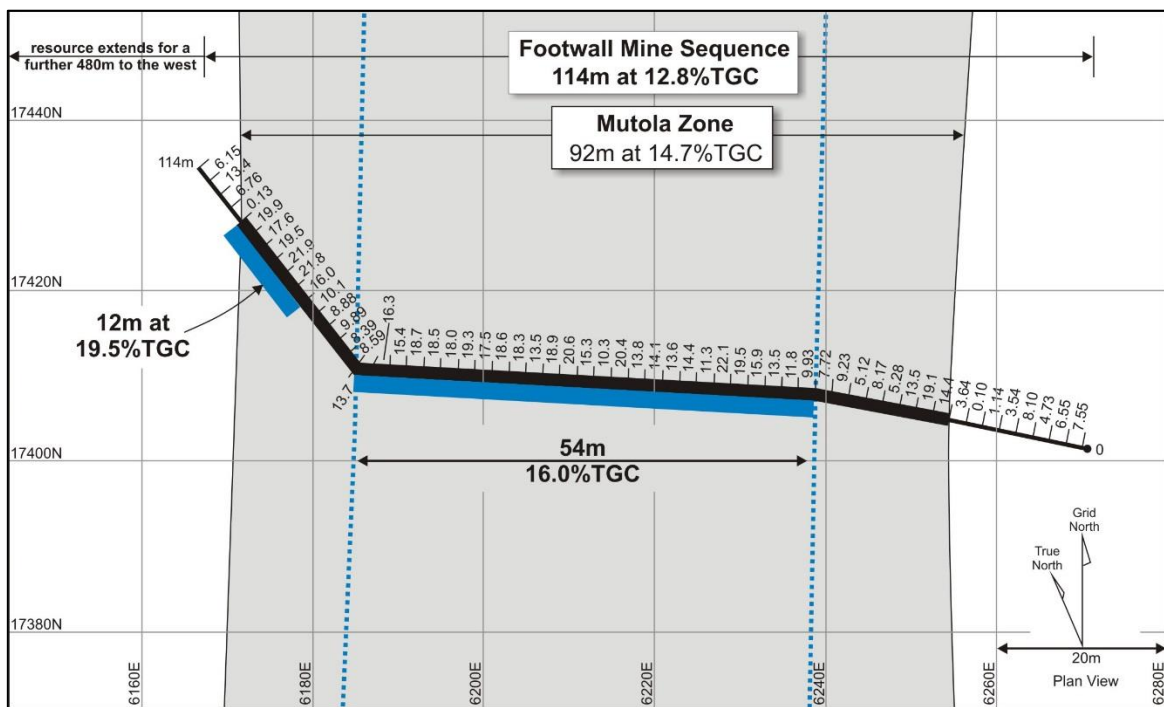 resource extends for a
further 480m to the west
Footwall Mine Sequence
114m at 12.8%TGC
17440N
Mutola Zone
92m at 14.7%TGC
114m
6.15
13.4
6.76
0.13
19.9
17.6
19.5
21.9
21.8
16.0
10.1
8.88
9.89
8.39
8.59
17420N
12m at
19.5%TGC
13.7
16.3
15.4
18.7
18.5
18.0
19.3
17.5
18.6
18.3
13.5
18.9
20.6
15.3
10.3
20.4
13.8
14.1
13.6
14.4
11.3
22.1
19.5
15.9
13.5
11.8
9.93
7.72
9.23
5.12
8.17
5.28
13.5
19.1
14.4
3.64
0.10
1.14
3.54
8.10
4.73
6.55
7.55
0
17400N
54m
16.0%TGC
Grid
North
True
North
17380N
20m
Plan View
6160E
6180E
6200E
6220E
6240E
6260E
6280E